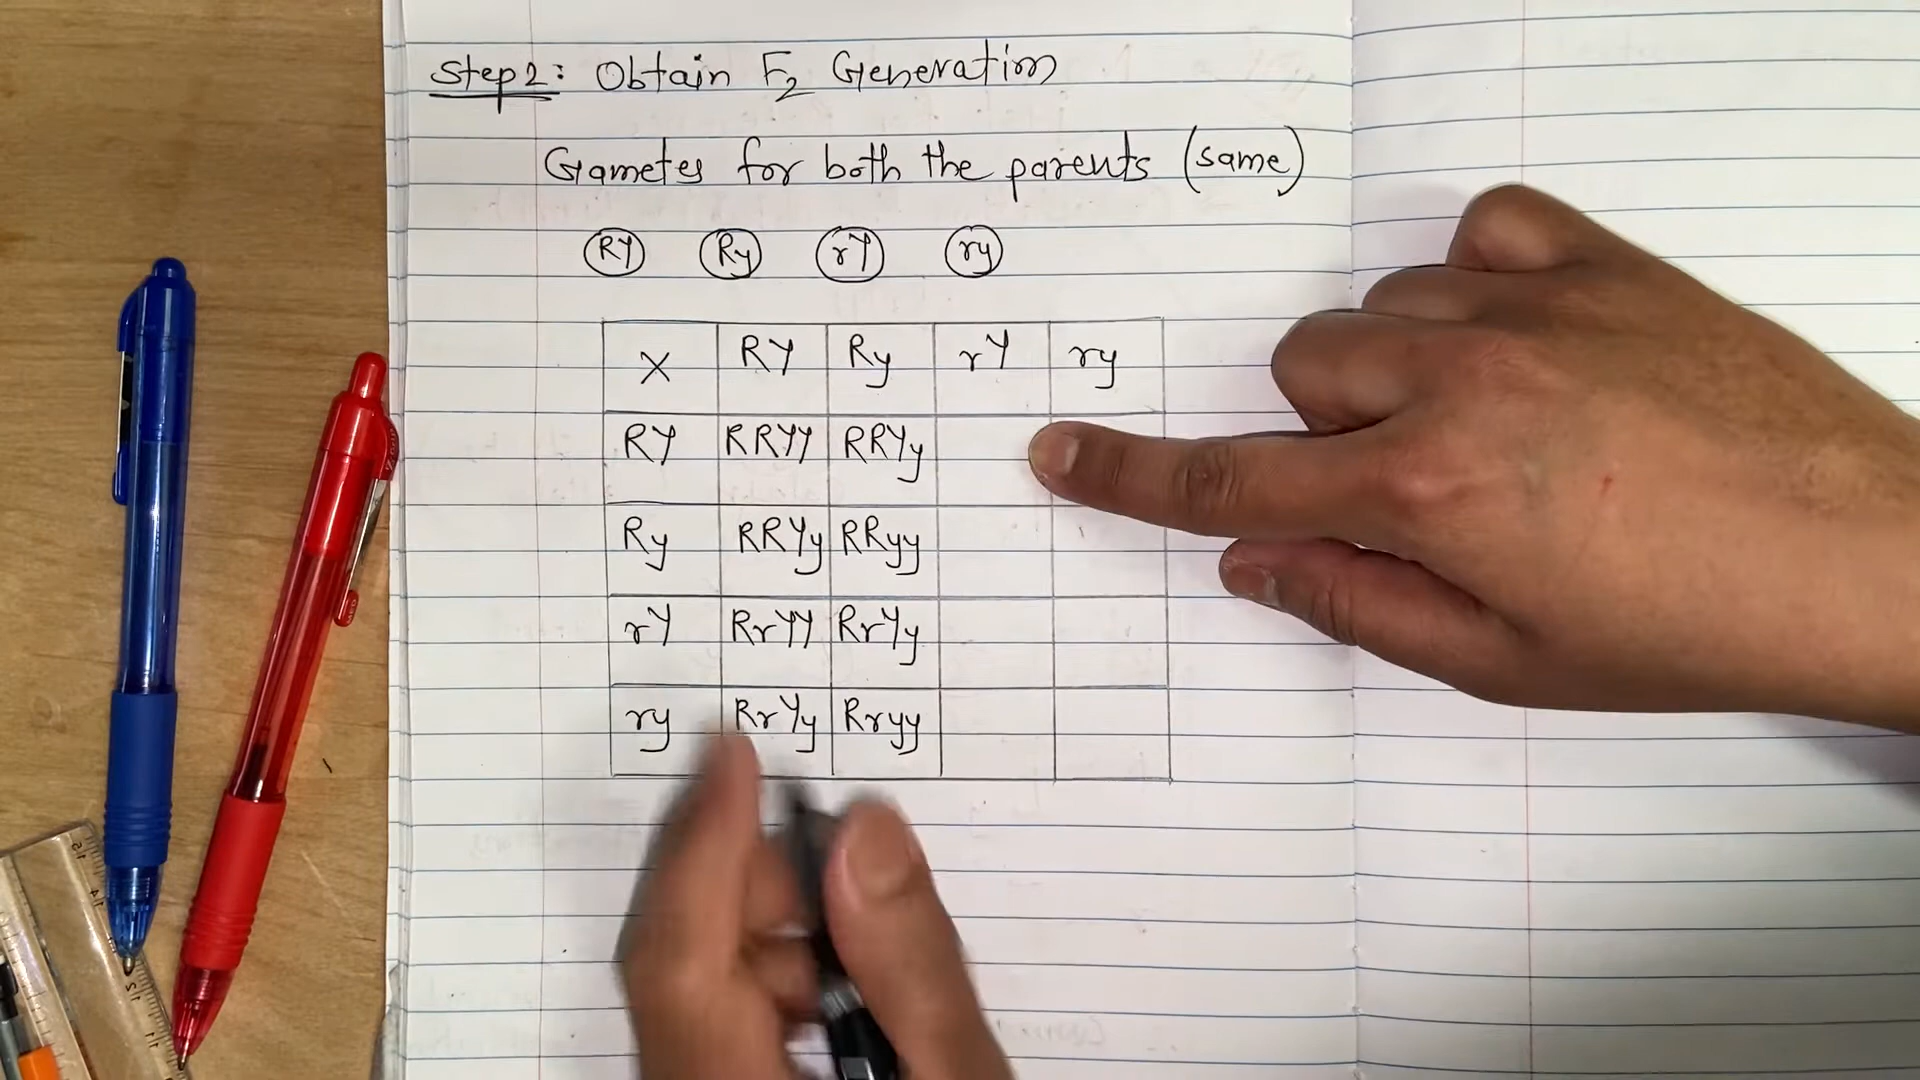 Step 2: Obtain F2 Generation
Gametes for both the parents (same)
RY Ry rY ry
X RY Ry rY ry
RY RRYY RRYy
Ry RRYy RRyy
rY RrYY RrYy
ry RrYy Rryy